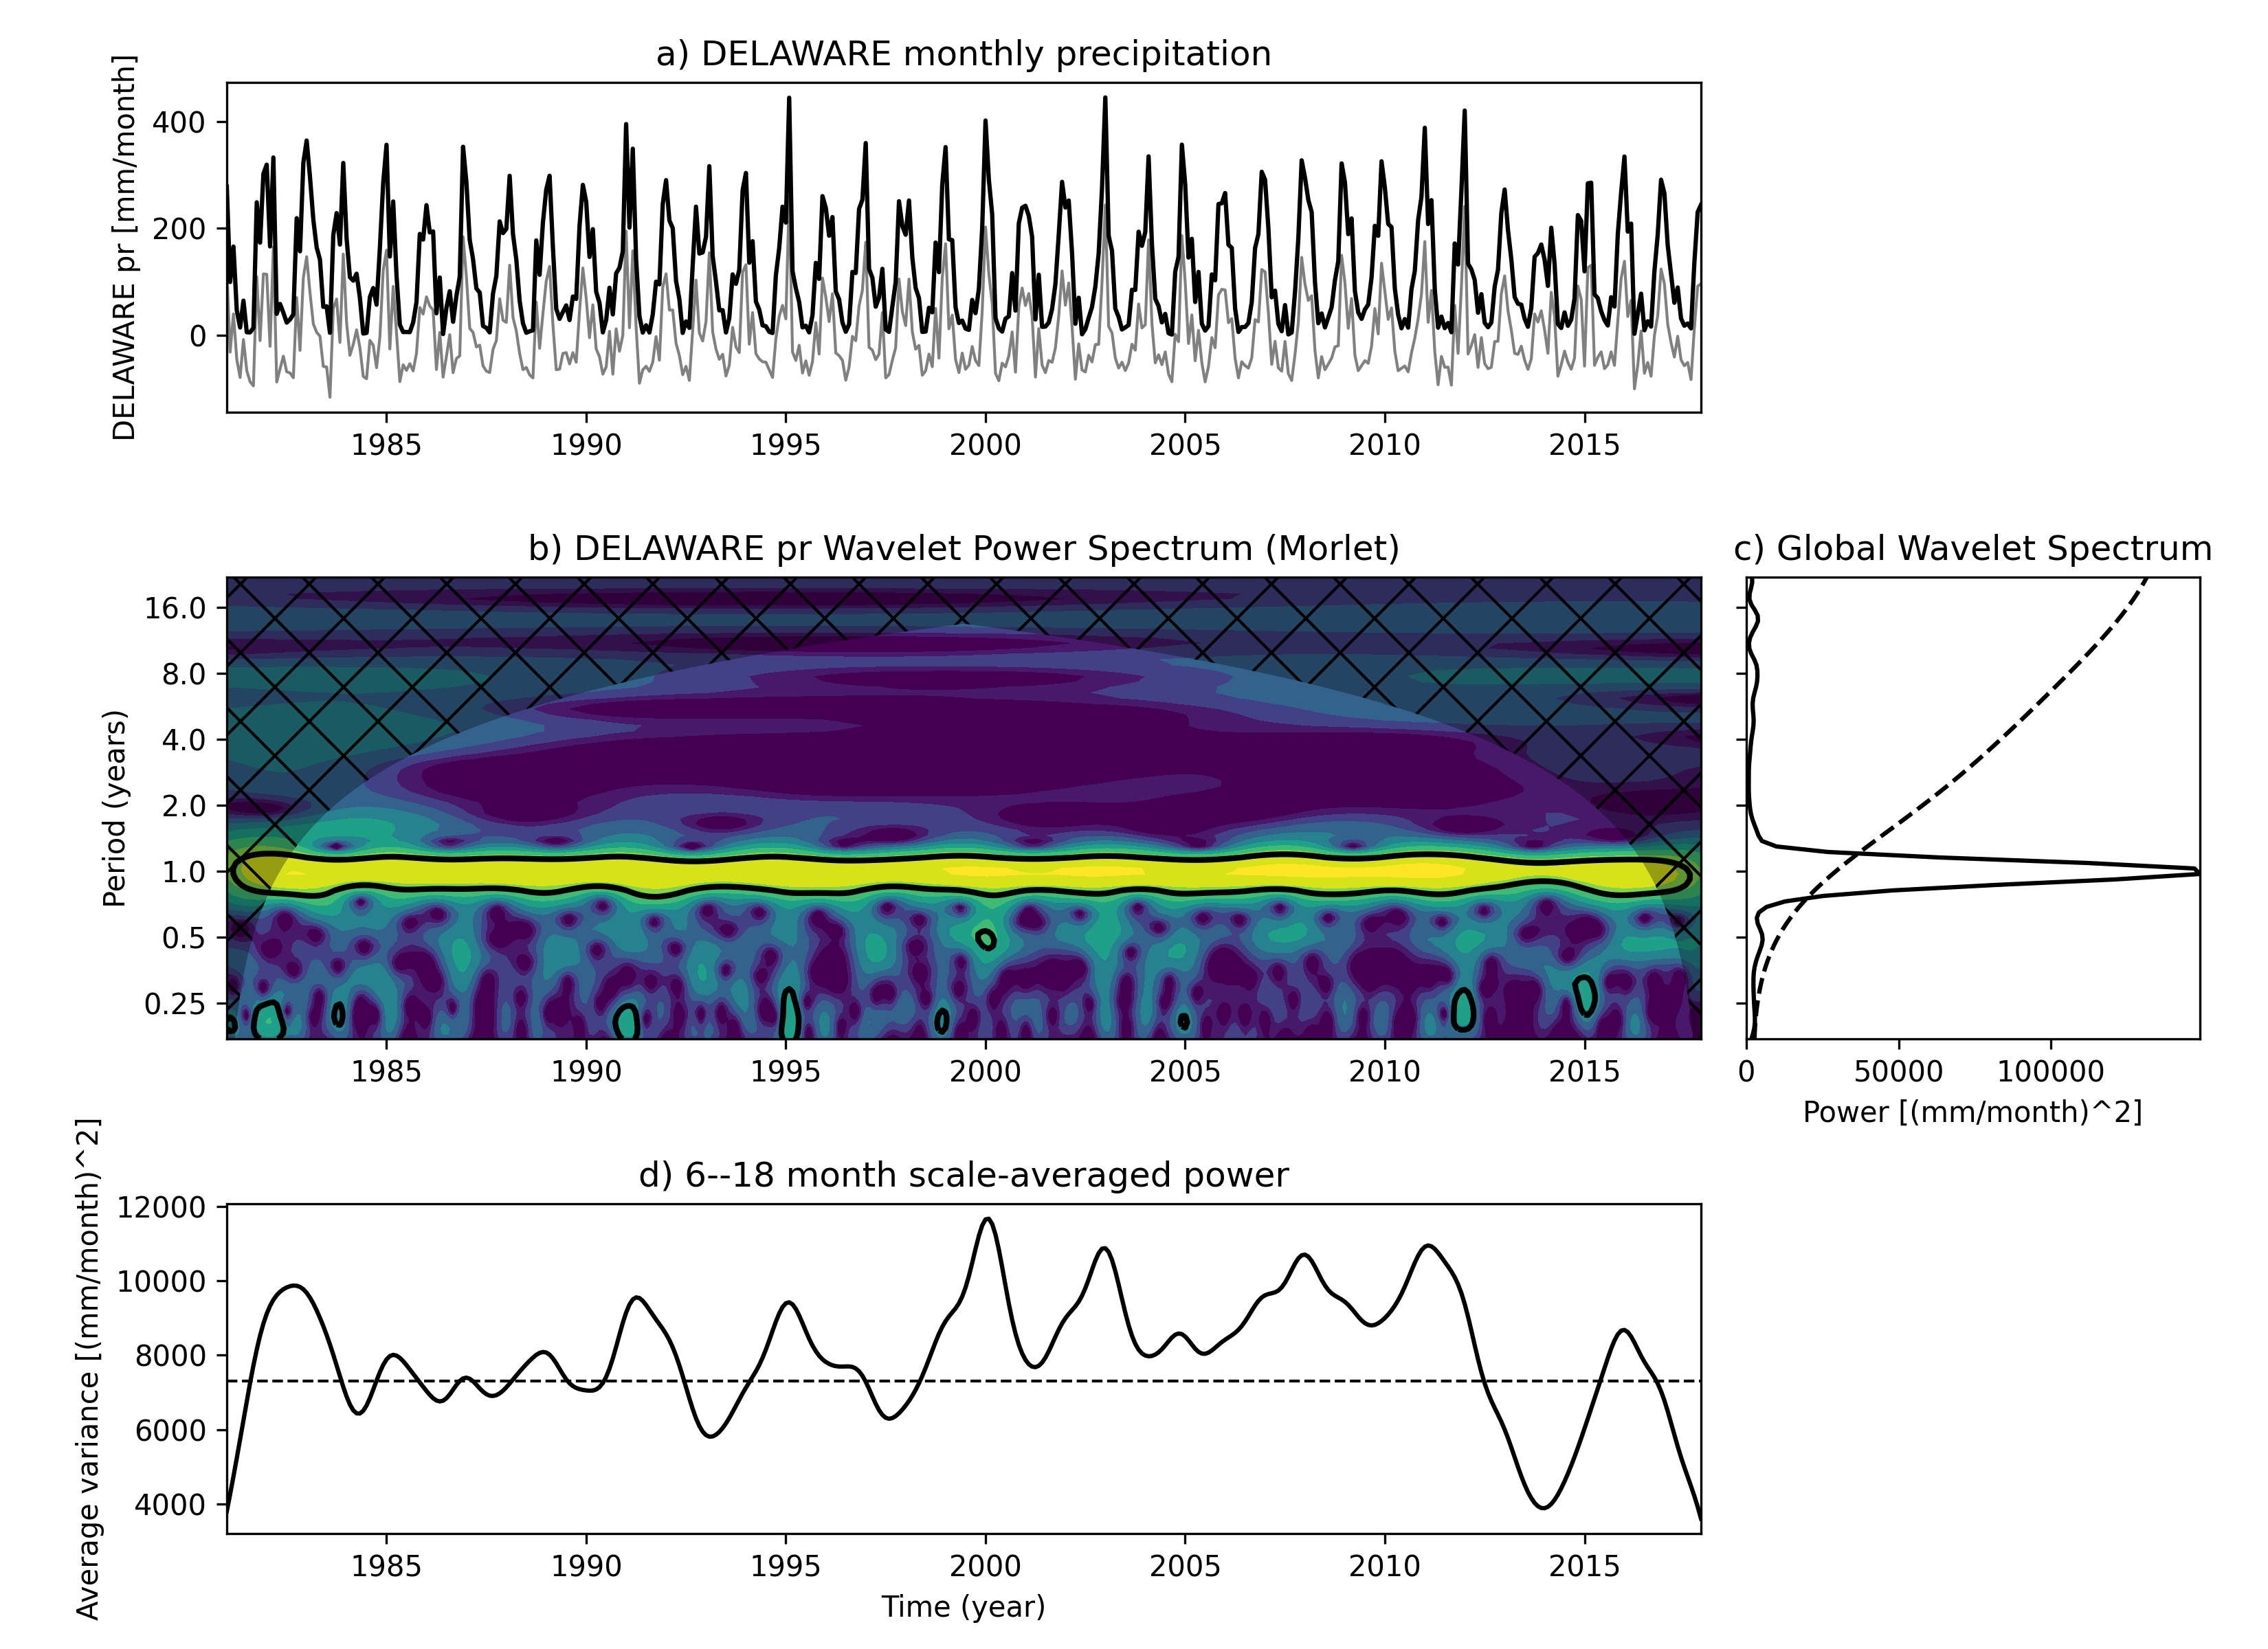 a) DELAWARE monthly precipitation
DELAWARE pr [mm/month]
400
200
0
1985 1990 1995 2000 2005 2010 2015
b) DELAWARE pr Wavelet Power Spectrum (Morlet)
Period (years)
16.0
8.0
4.0
2.0
1.0
0.5
0.25
1985 1990 1995 2000 2005 2010 2015
c) Global Wavelet Spectrum
0 50000 100000
Power [(mm/month)^2]
d) 6--18 month scale-averaged power
Average variance [(mm/month)^2]
12000
10000
8000
6000
4000
1985 1990 1995 2000 2005 2010 2015
Time (year)